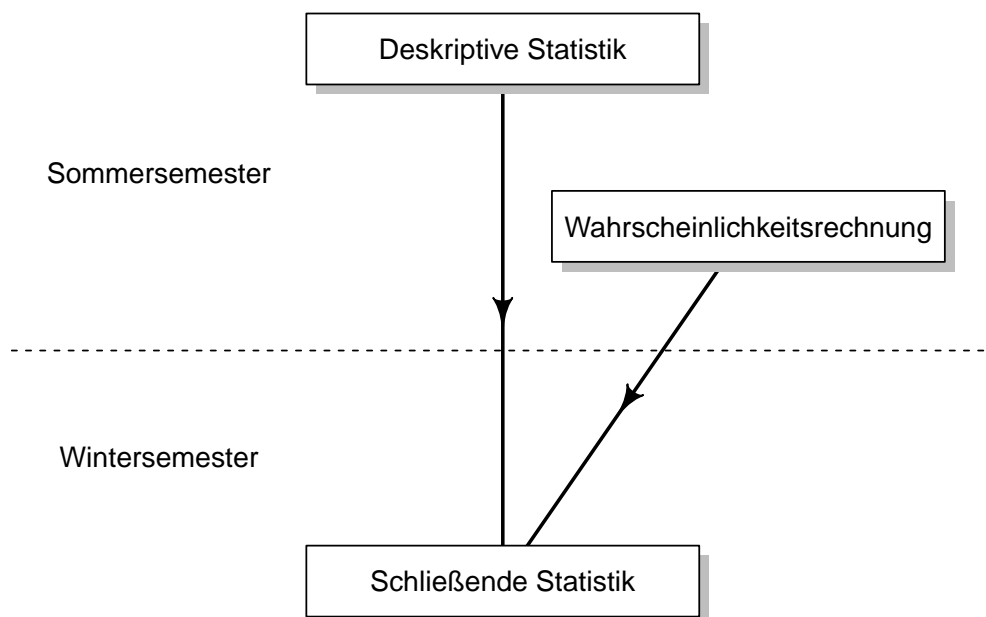 Deskriptive Statistik
Sommersemester
Wahrscheinlichkeitsrechnung
Wintersemester
Schließende Statistik